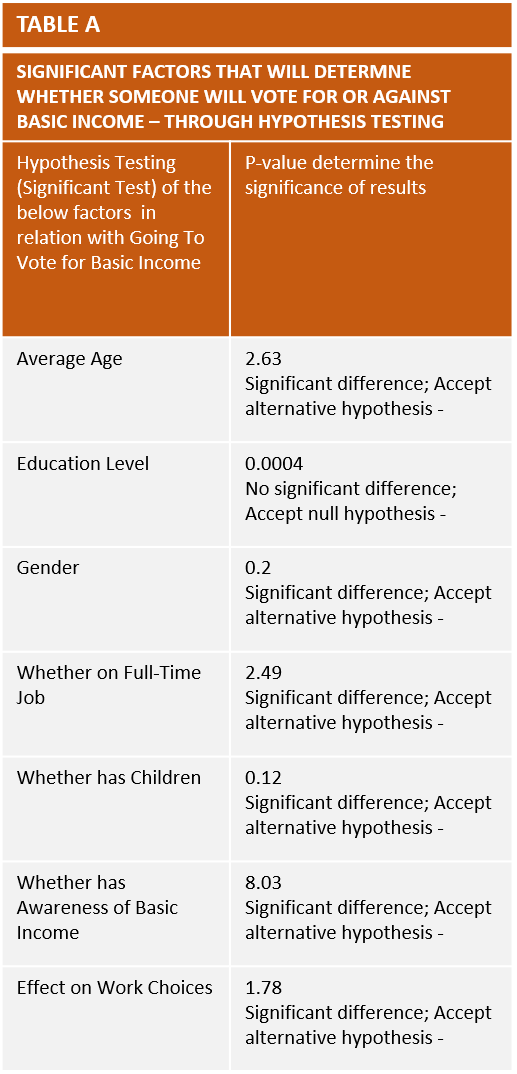 TABLE A
SIGNIFICANT FACTORS THAT WILL DETERMNE
WHETHER SOMEONE WILL VOTE FOR OR AGAINST
BASIC INCOME – THROUGH HYPOTHESIS TESTING
Hypothesis Testing
(Significant Test) of the
below factors in
relation with Going To
Vote for Basic Income
P-value determine the
significance of results
Average Age
2.63
Significant difference; Accept
alternative hypothesis -
Education Level
0.0004
No significant difference;
Accept null hypothesis -
Gender
0.2
Significant difference; Accept
alternative hypothesis -
Whether on Full-Time
Job
2.49
Significant difference; Accept
alternative hypothesis -
Whether has Children
0.12
Significant difference; Accept
alternative hypothesis -
Whether has
Awareness of Basic
Income
8.03
Significant difference; Accept
alternative hypothesis -
Effect on Work Choices
1.78
Significant difference; Accept
alternative hypothesis -